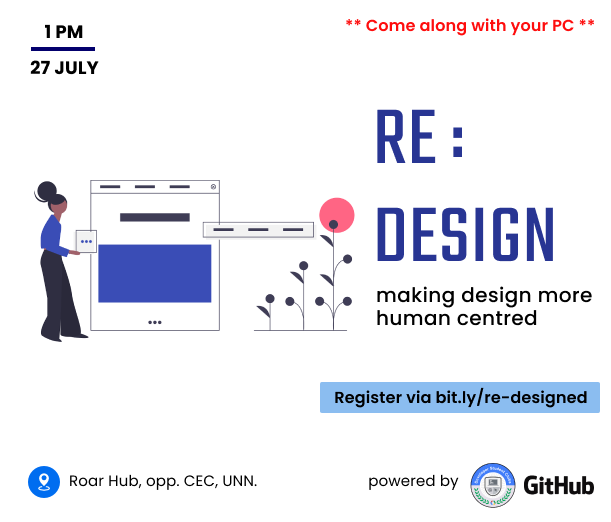 1 PM
27 JULY
** Come along with your PC **
RE :
DESIGN
making design more
human centred
Register via bit.ly/re-designed
Roar Hub, opp. CEC, UNN.
powered by
GitHub